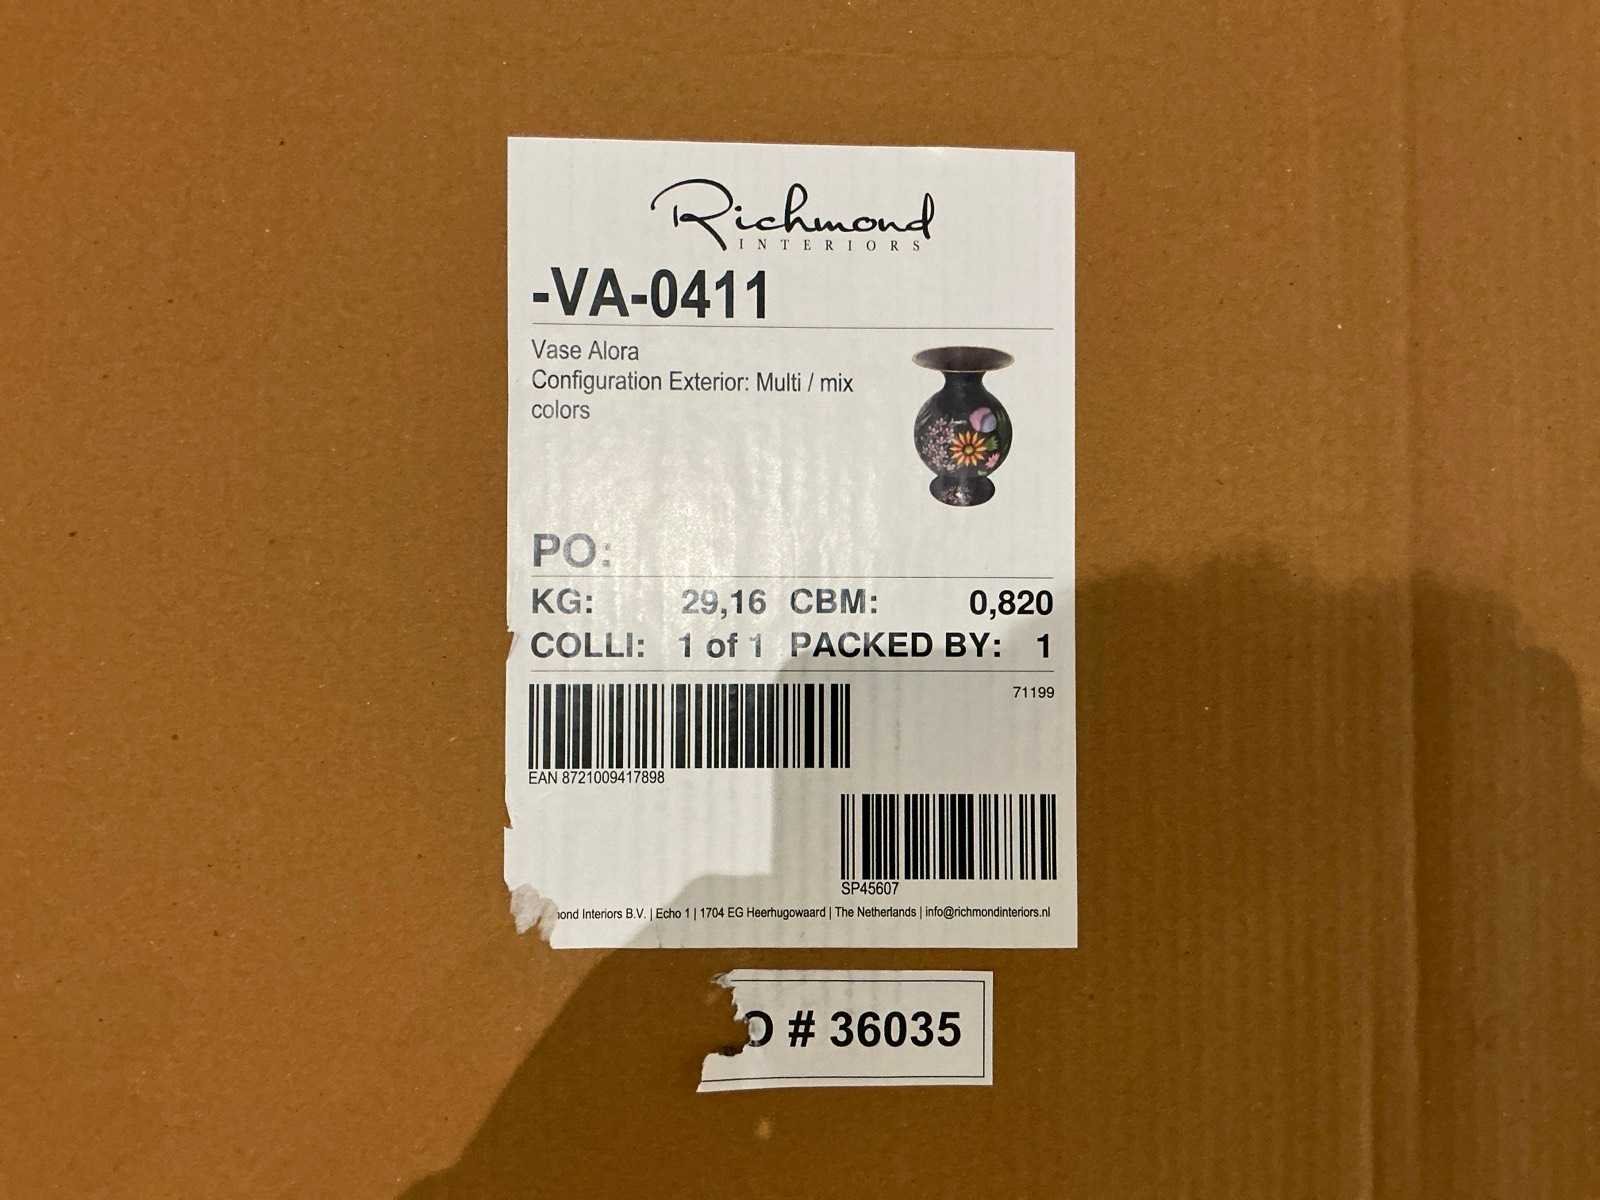 Richmond
INTERIORS
-VA-0411
Vase Alora
Configuration Exterior: Multi / mix
colors
PO:
KG: 29,16 CBM: 0,820
COLLI: 1 of 1 PACKED BY: 1
71199
EAN 8721009417898
SP45607
mond Interiors B.V. | Echo 1 | 1704 EG Heerhugowaard | The Netherlands | info@richmondinteriors.nl
O # 36035